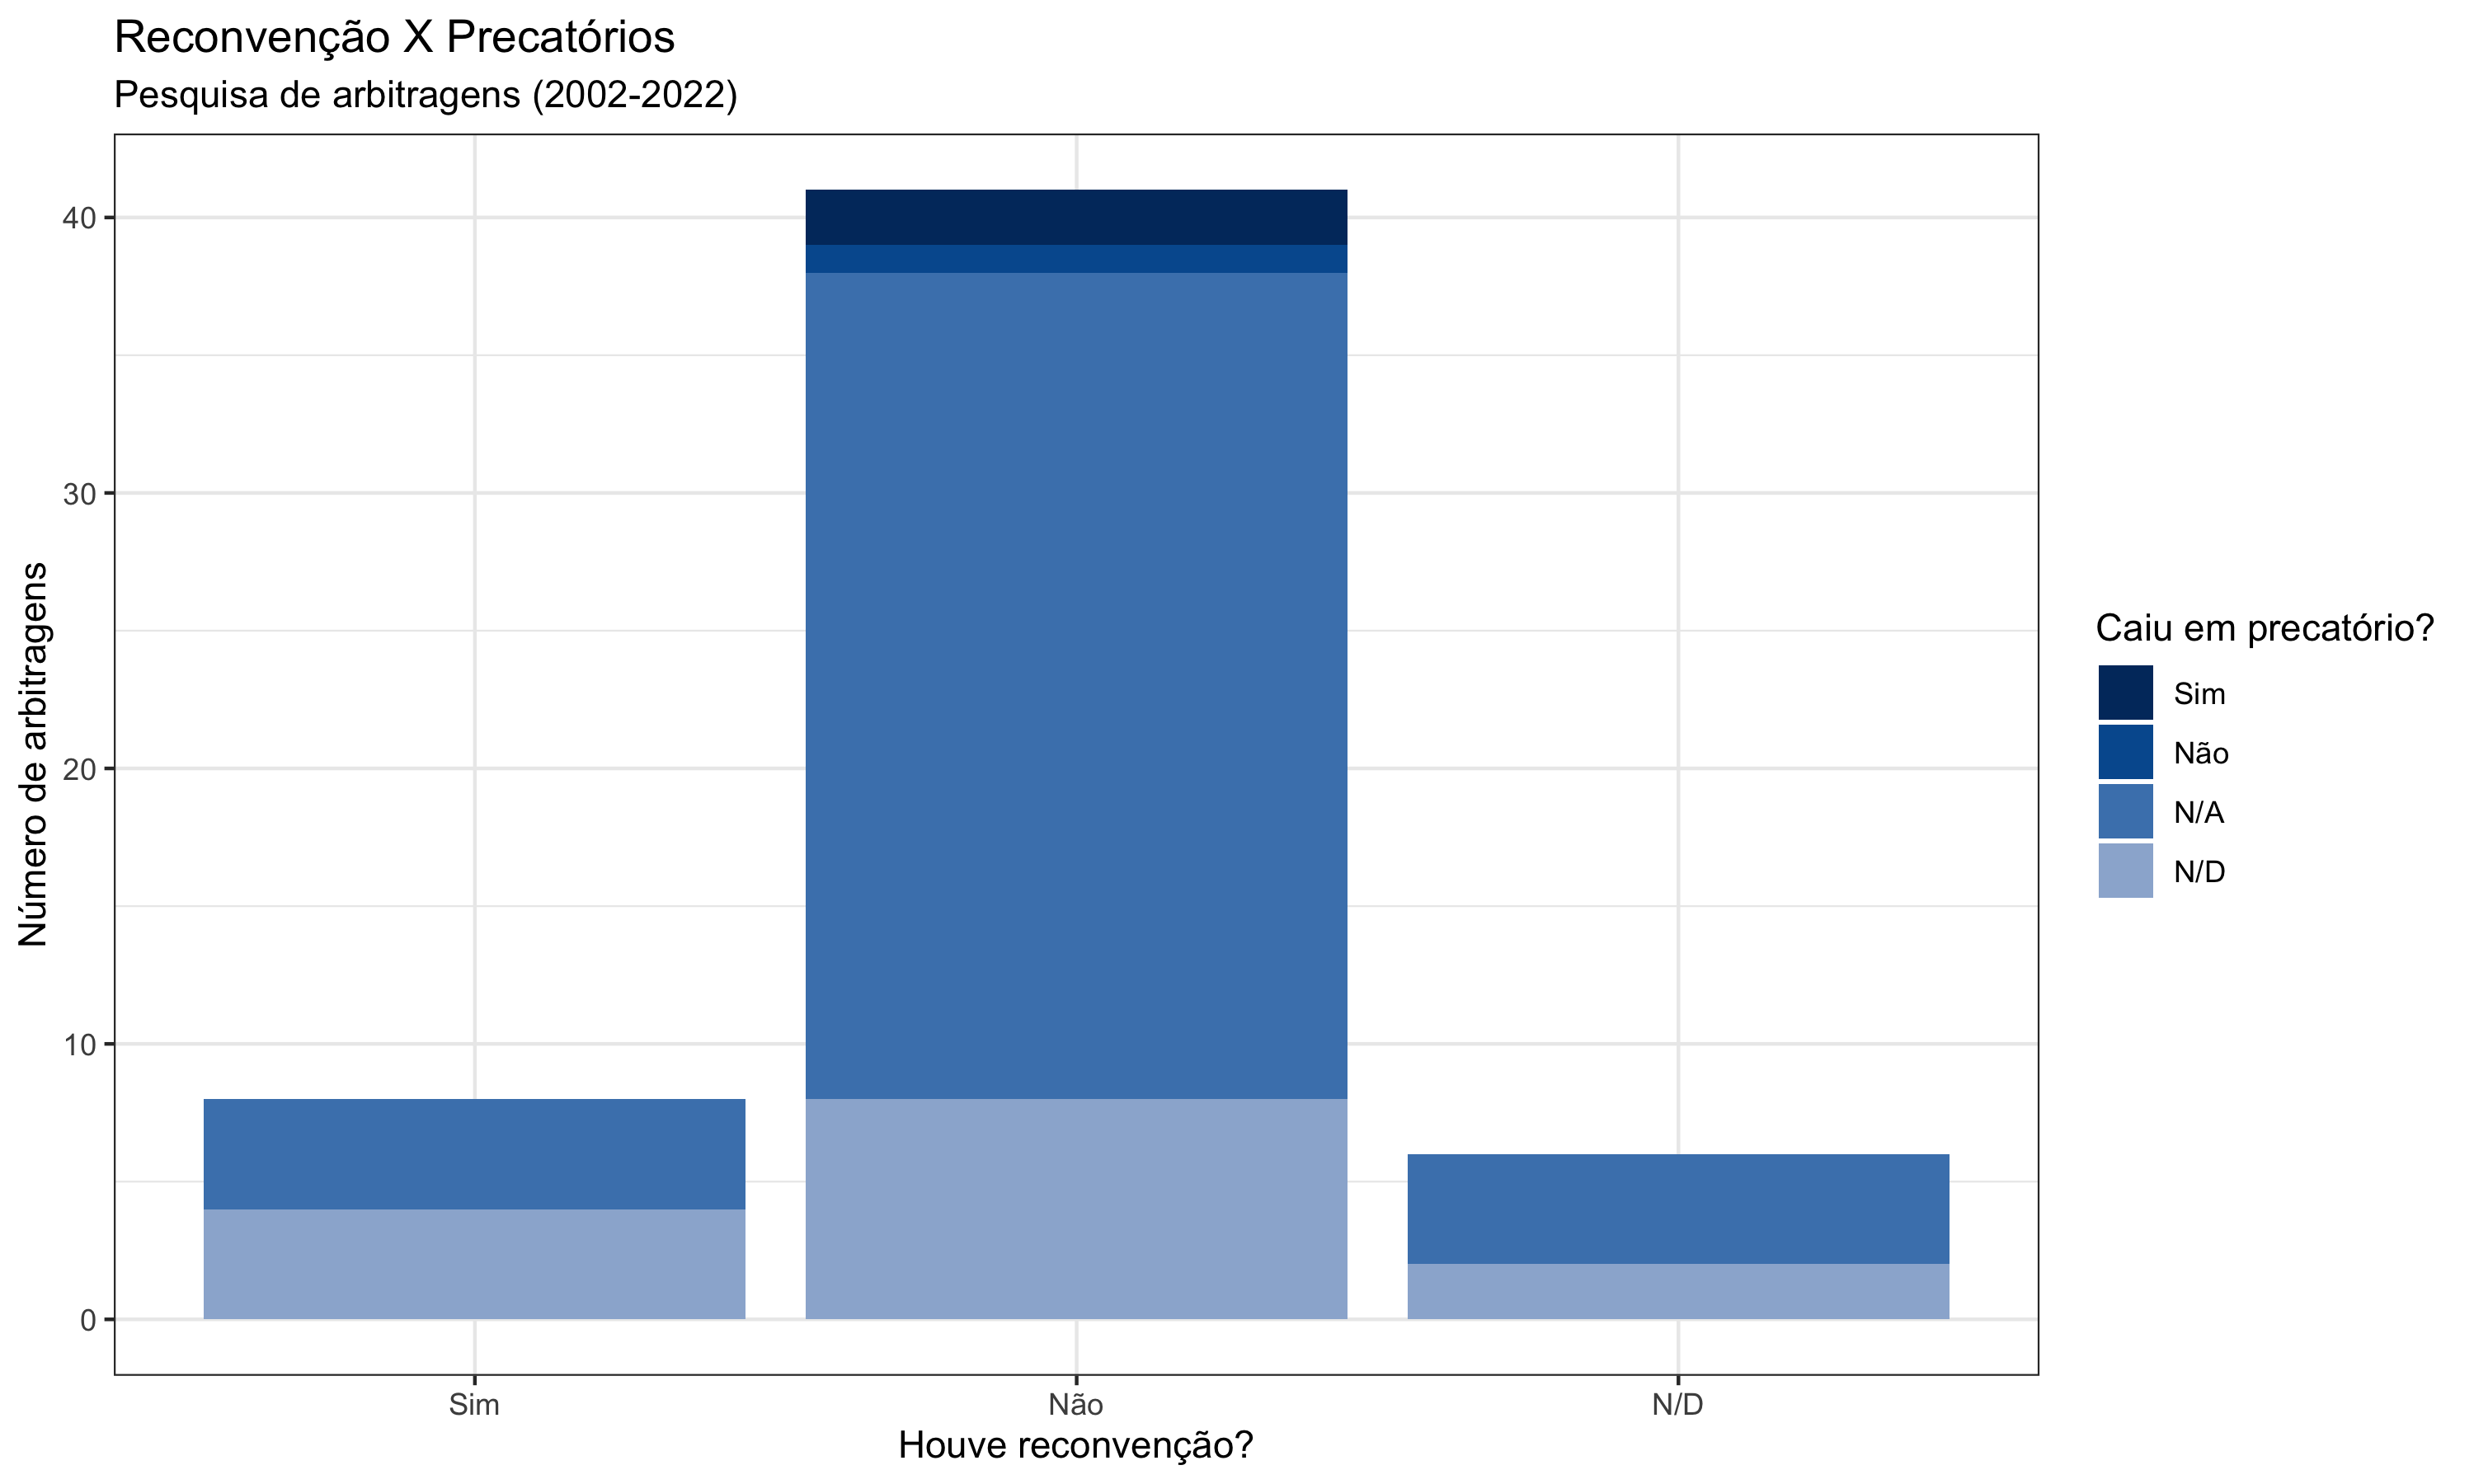 Reconvenção X Precatórios
Pesquisa de arbitragens (2002-2022)
Número de arbitragens
40
30
20
10
0
Sim
Não
N/D
Houve reconvenção?
Caiu em precatório?
Sim
Não
N/A
N/D